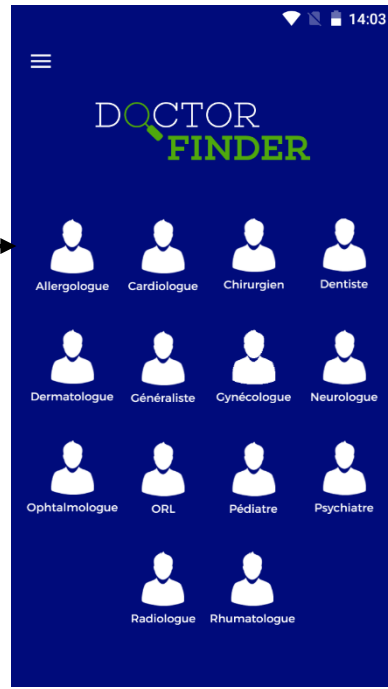 14:03
DOCTOR
FINDER
Allergologue Cardiologue Chirurgien Dentiste
Dermatologue Généraliste Gynécologue Neurologue
Ophtalmologue ORL Pédiatre Psychiatre
Radiologue Rhumatologue